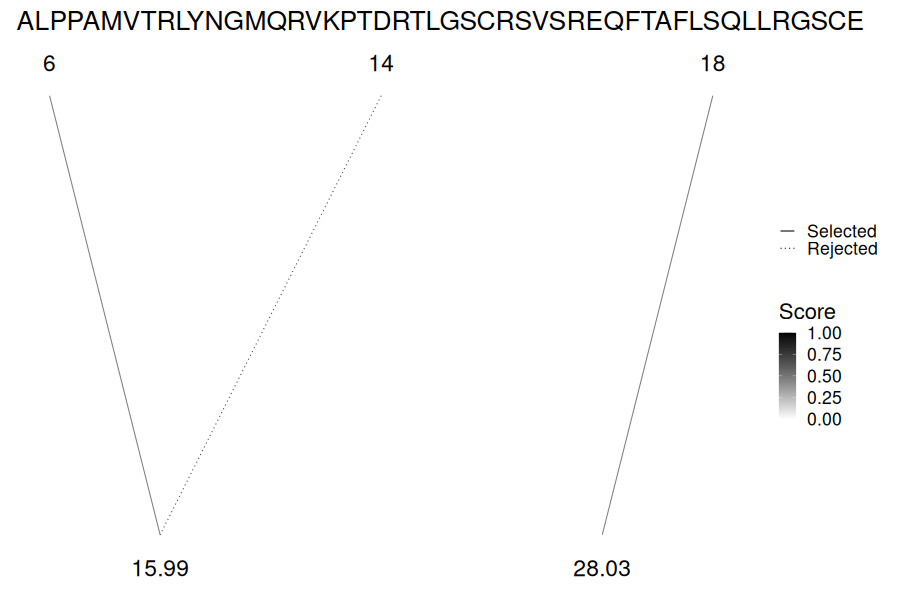 ALPPAMVTRLYNGMQRVKPTDRTLGSCRSVSREQFTAFLSQLLRGSCE
6 14 18
Selected
Rejected
Score
1.00
0.75
0.50
0.25
0.00
15.99 28.03